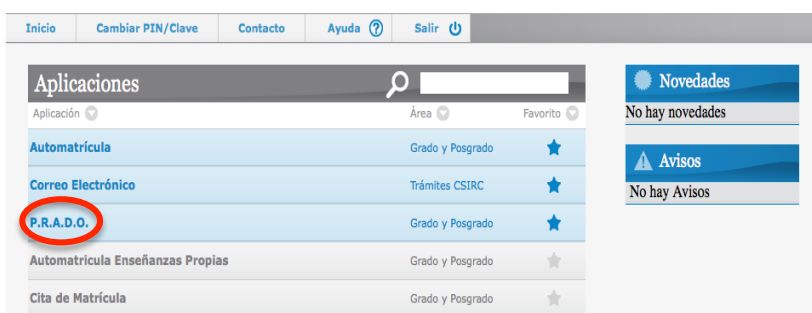 Inicio Cambiar PIN/Clave Contacto Ayuda ? Salir
Aplicaciones
Aplicación Área Favorito
Automatrícula Grado y Posgrado
Correo Electrónico Trámites CSIRC
P.R.A.D.O. Grado y Posgrado
Automatricula Enseñanzas Propias Grado y Posgrado
Cita de Matrícula Grado y Posgrado
Novedades
No hay novedades
Avisos
No hay Avisos